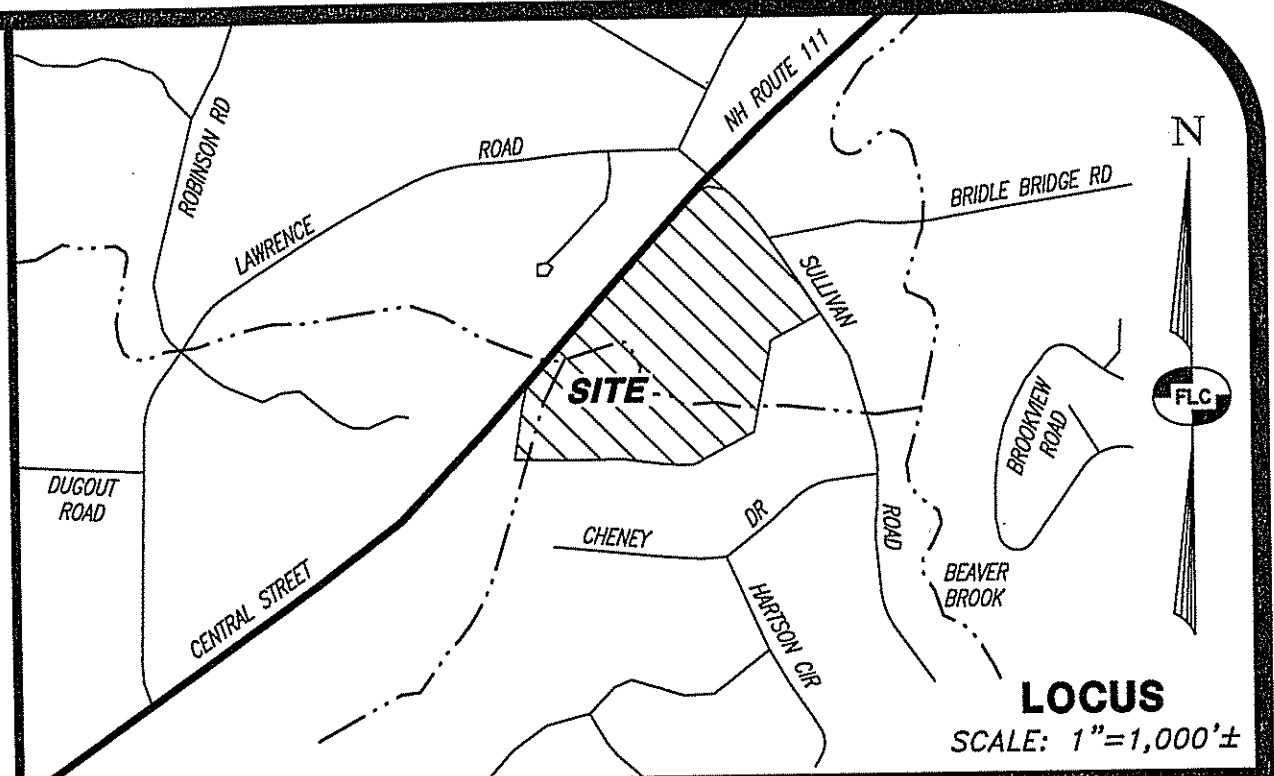 NH ROUTE 111
ROBINSON RD
ROAD
N
BRIDLE BRIDGE RD
LAWRENCE
SULLIVAN
SITE
FLC
BROOKVIEW
ROAD
DUGOUT
ROAD
DR
CHENEY
ROAD
BEAVER
BROOK
CENTRAL STREET
HARTSON CIR
LOCUS
SCALE: 1"=1,000'±